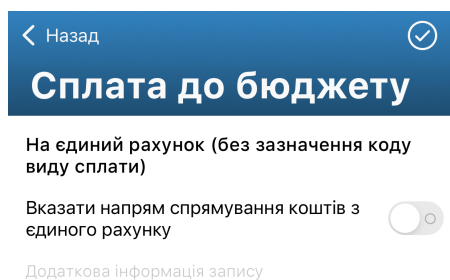 Назад
Сплата до бюджету
На єдиний рахунок (без зазначення коду
виду сплати)
Вказати напрям спрямування коштів з
єдиного рахунку
Додаткова інформація запису